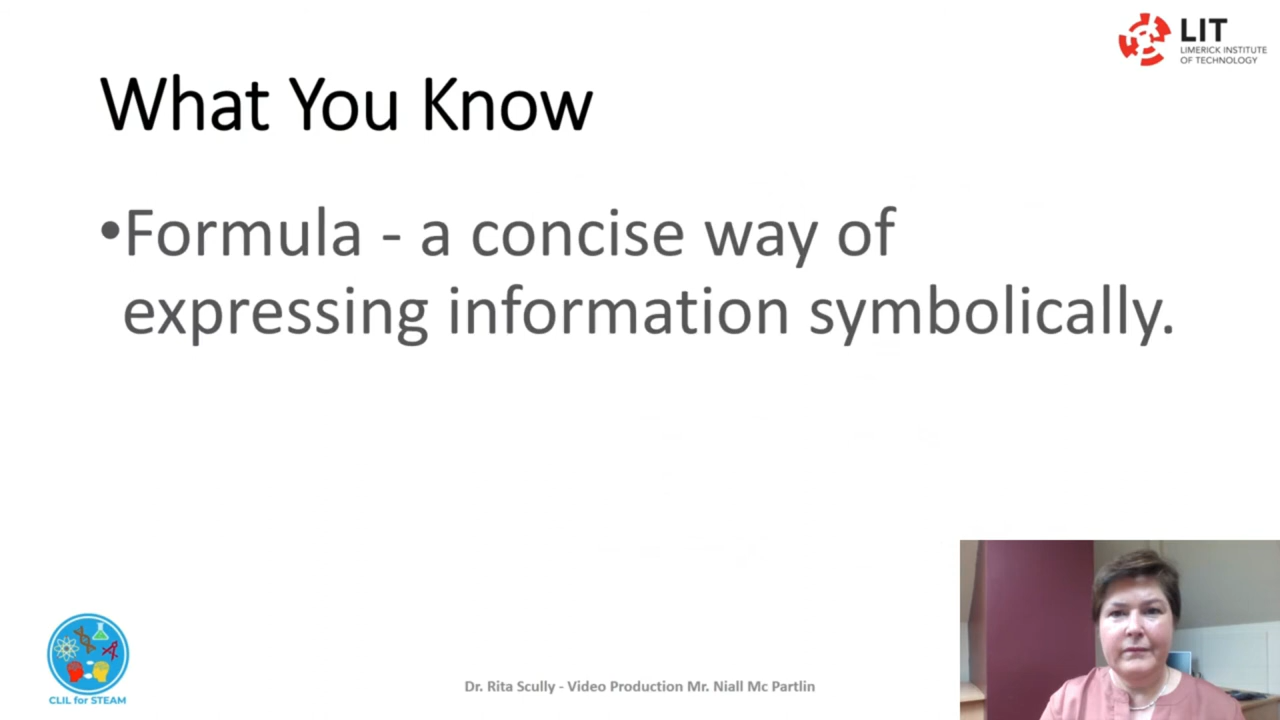 LIT
LIMERICK INSTITUTE
OF TECHNOLOGY
What You Know
•Formula - a concise way of
expressing information symbolically.
CLIL for STEAM
Dr. Rita Scully - Video Production Mr. Niall Mc Partlin